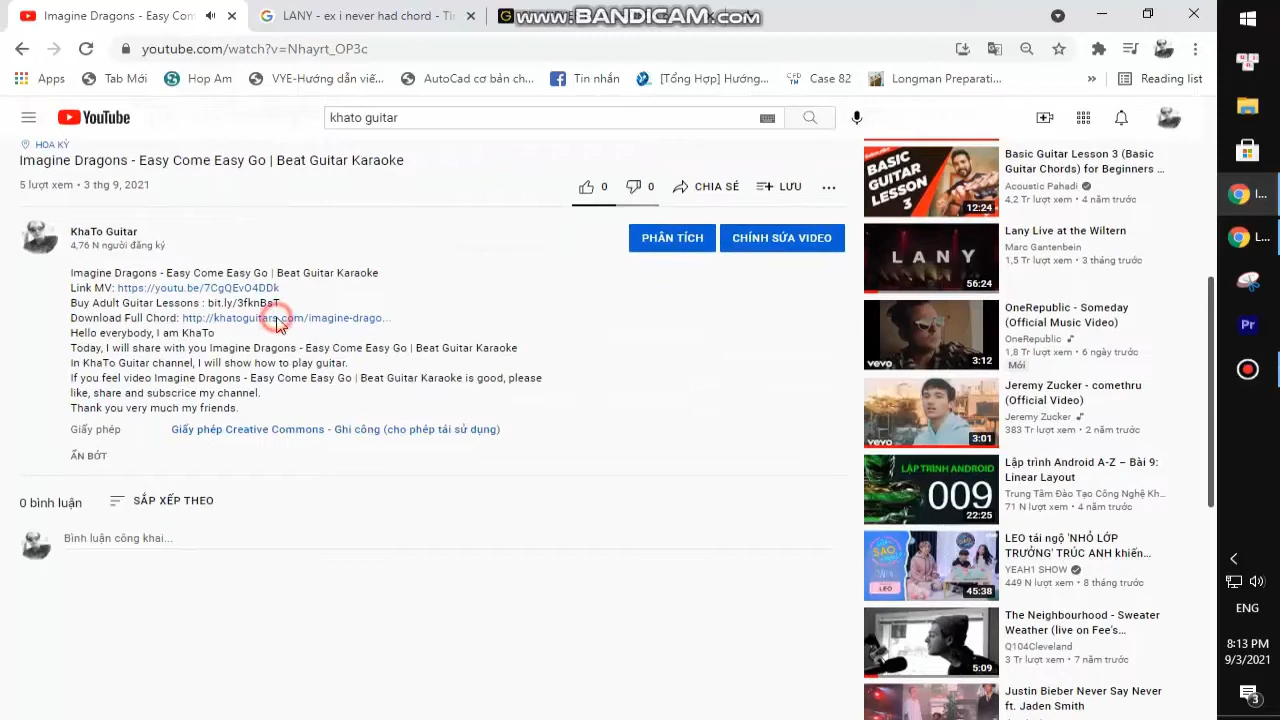 Imagine Dragons - Easy Com
LANY - ex i never had chord - Th
www.BANDICAM.com
youtube.com/watch?v=Nhayrt_OP3c
Apps
Tab Mới
Hop Am
VYE-Hướng dẫn viế...
AutoCad cơ bản ch...
Tin nhắn
[Tổng Hợp] Hướng...
Case 82
Longman Preparati...
»
Reading list
YouTube
khato guitar
HOA KỲ
Imagine Dragons - Easy Come Easy Go | Beat Guitar Karaoke
5 lượt xem • 3 thg 9, 2021
0
0
CHIA SẺ
LƯU
KhaTo Guitar
4,76 N người đăng ký
PHÂN TÍCH
CHỈNH SỬA VIDEO
Imagine Dragons - Easy Come Easy Go | Beat Guitar Karaoke
Link MV: https://youtu.be/7CgQEvO4DDk
Buy Adult Guitar Lessons : bit.ly/3fknBsT
Download Full Chord: http://khatoguitars.com/imagine-drago...
Hello everybody, I am KhaTo
Today, I will share with you Imagine Dragons - Easy Come Easy Go | Beat Guitar Karaoke
In KhaTo Guitar channel, I will show how to play guitar.
If you feel video Imagine Dragons - Easy Come Easy Go | Beat Guitar Karaoke is good, please
like, share and subscrice my channel.
Thank you very much my friends.
Giấy phép
Giấy phép Creative Commons - Ghi công (cho phép tái sử dụng)
ẨN BỚT
0 bình luận
SẮP XẾP THEO
Bình luận công khai...
BASIC
GUITAR
LESSON
3
12:24
Basic Guitar Lesson 3 (Basic
Guitar Chords) for Beginners ...
Acoustic Pahadi
4,2 Tr lượt xem • 4 năm trước
LANY
56:24
Lany Live at the Wiltern
Marc Gantenbein
1,5 Tr lượt xem • 3 tháng trước
vevo
3:12
OneRepublic - Someday
(Official Music Video)
OneRepublic
1,8 Tr lượt xem • 6 ngày trước
Mới
vevo
3:01
Jeremy Zucker - comethru
(Official Video)
Jeremy Zucker
383 Tr lượt xem • 2 năm trước
LẬP TRÌNH ANDROID
009
22:25
Lập trình Android A-Z – Bài 9:
Linear Layout
Trung Tâm Đào Tạo Công Nghệ Kh...
71 N lượt xem • 4 năm trước
SAO
LEO
45:38
LEO tái ngộ 'NHỎ LỚP
TRƯỞNG' TRÚC ANH khiến...
YEAH1 SHOW
449 N lượt xem • 8 tháng trước
5:09
The Neighbourhood - Sweater
Weather (live on Fee's...
Q104Cleveland
3 Tr lượt xem • 7 năm trước
Justin Bieber Never Say Never
ft. Jaden Smith
I...
I...
Pr
ENG
8:13 PM
9/3/2021
3